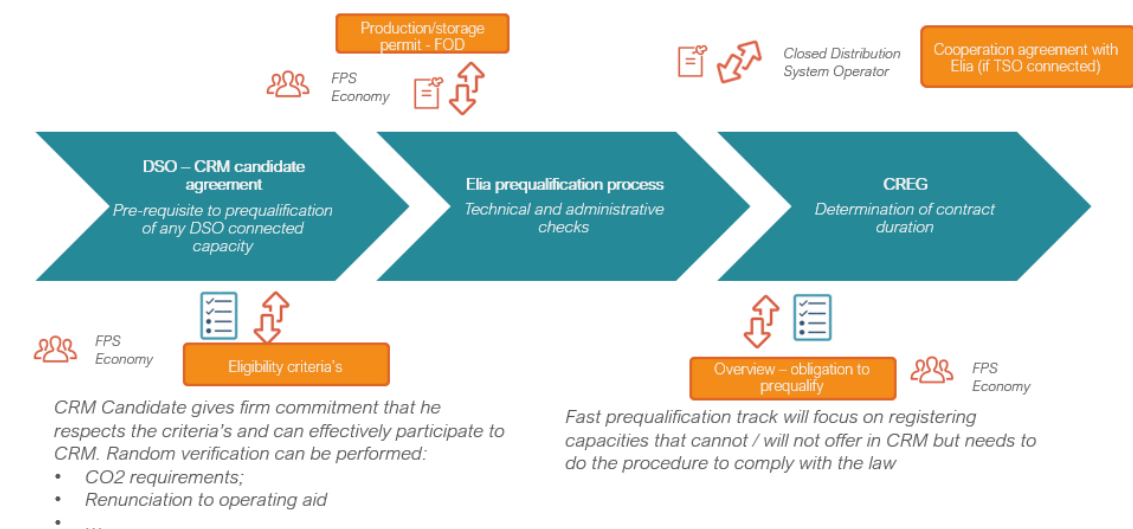 Production/storage
permit - FOD
FPS
Economy
Closed Distribution
System Operator
Cooperation agreement with
Elia (if TSO connected)
DSO – CRM candidate
agreement
Pre-requisite to prequalification
of any DSO connected
capacity
Elia prequalification process
Technical and administrative
checks
CREG
Determination of contract
duration
FPS
Economy
Eligibility criteria's
Overview – obligation to
prequalify
FPS
Economy
CRM Candidate gives firm commitment that he
respects the criteria's and can effectively participate to
CRM. Random verification can be performed:
• CO2 requirements;
• Renunciation to operating aid
• …
Fast prequalification track will focus on registering
capacities that cannot / will not offer in CRM but needs to
do the procedure to comply with the law